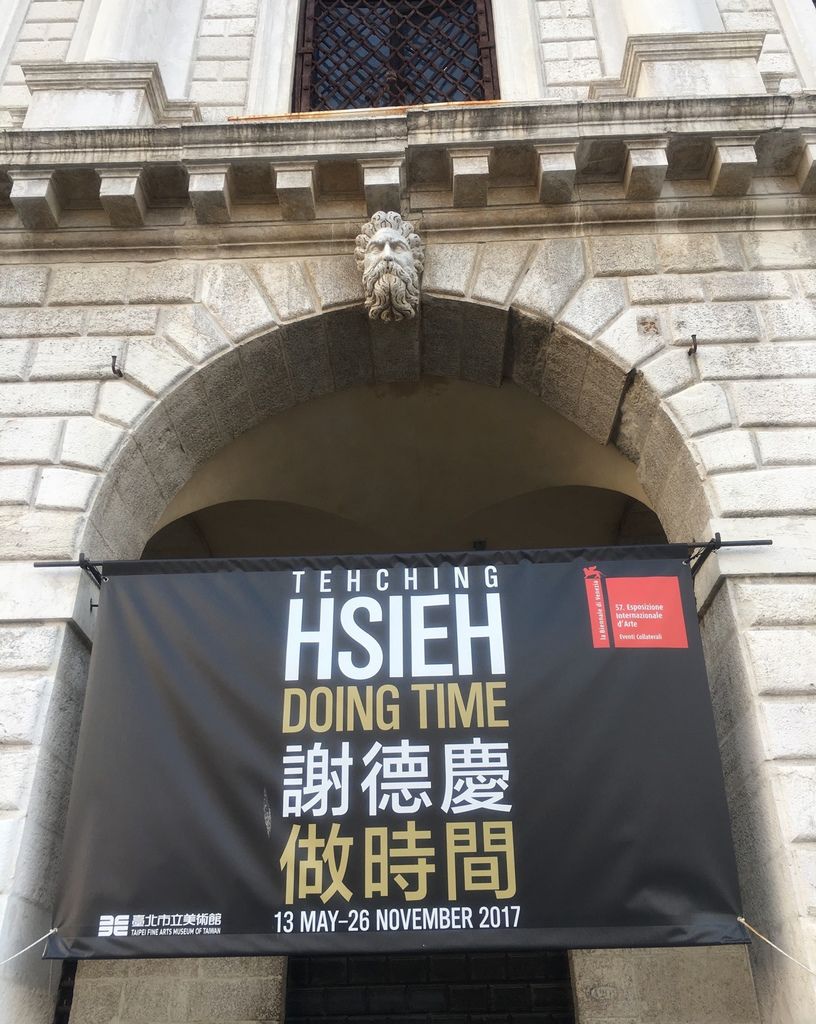 TEHCHING
HSIEH
DOING TIME
謝德慶
做時間
13 MAY–26 NOVEMBER 2017
la Biennale di Venezia
57. Esposizione
Internazionale
d'Arte
Eventi Collaterali
臺北市立美術館
TAIPEI FINE ARTS MUSEUM OF TAIWAN